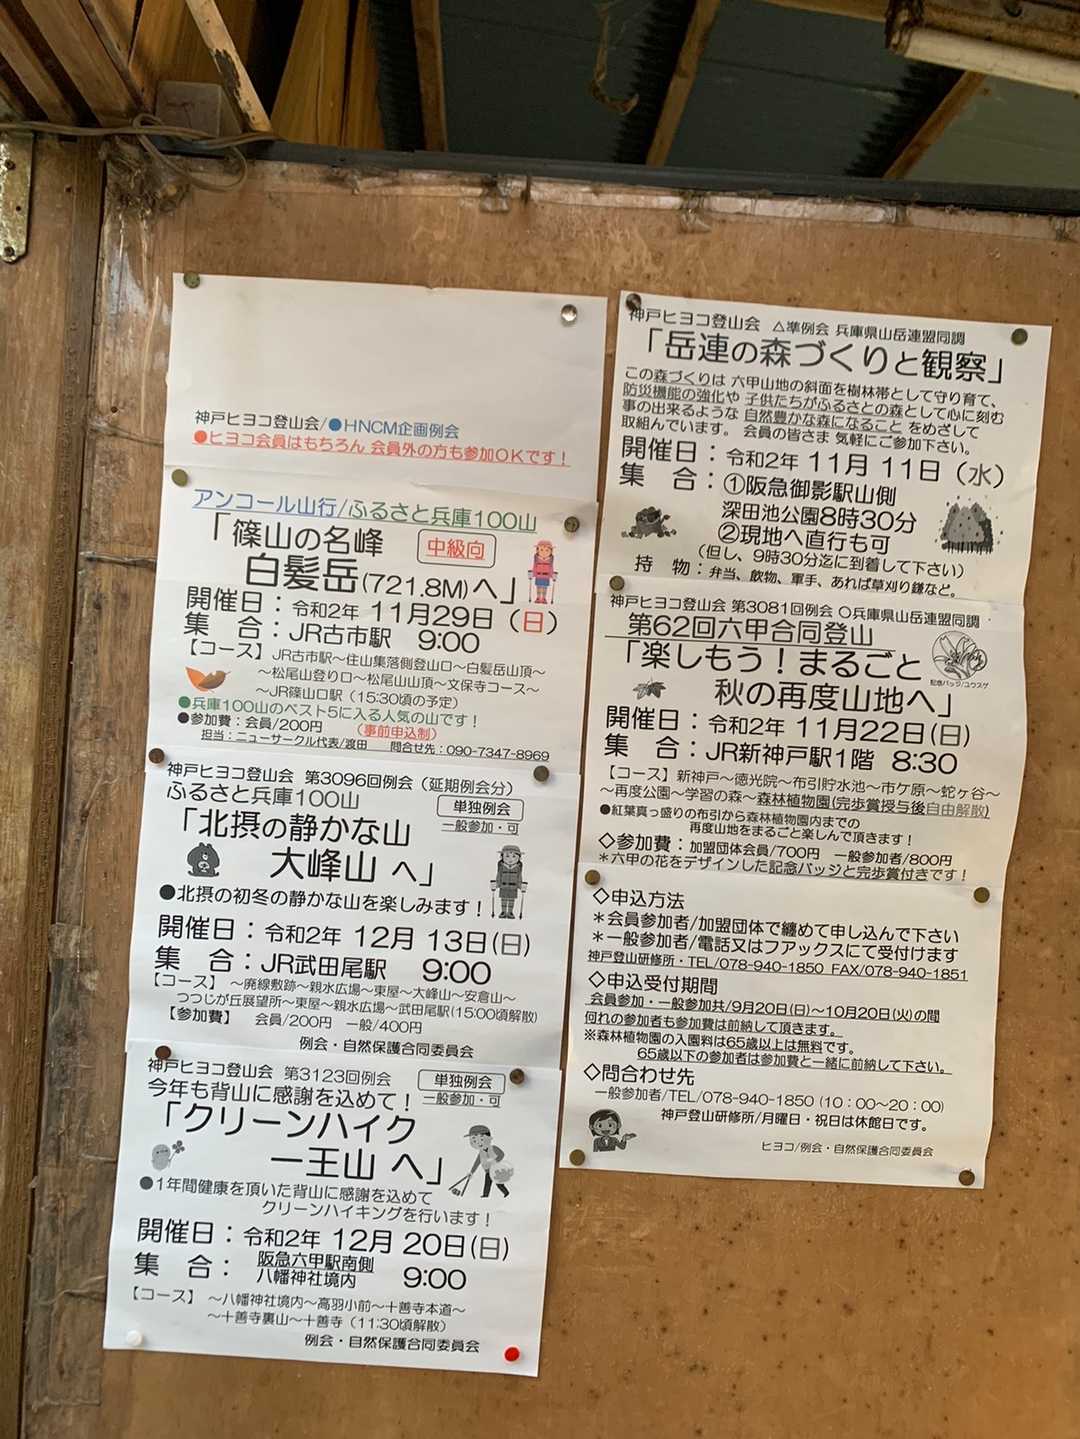 神戸ヒヨコ登山会/●HNCM企画例会
●ヒヨコ会員はもちろん 会員外の方も参加OKです！
アンコール山行/ふるさと兵庫100山
「篠山の名峰
中級向
白髪岳(721.8M)へ」
開催日：令和2年 11月29日（日）
集　合：JR古市駅　9:00
【コース】JR古市駅～住山集落側登山口～白髪岳山頂～
～松尾山登り口～松尾山山頂～文保寺コース～
～JR篠山口駅（15:30頃の予定）
●兵庫100山のベスト5に入る人気の山です！
●参加費：会員/200円　（事前申込制）
担当：ニューサークル代表/渡田　問合せ先：090-7347-8969
神戸ヒヨコ登山会　第3096回例会（延期例会分）
ふるさと兵庫100山
単独例会
一般参加・可
「北摂の静かな山
大峰山 へ」
●北摂の初冬の静かな山を楽しみます！
開催日：令和2年 12月 13日(日)
集　合：JR武田尾駅　9:00
【コース】 ～廃線敷跡～親水広場～東屋～大峰山～安倉山～
つつじが丘展望所～東屋～親水広場～武田尾駅(15:00頃解散)
【参加費】　会員/200円　一般/400円
例会・自然保護合同委員会
神戸ヒヨコ登山会　第3123回例会
単独例会
一般参加・可
今年も背山に感謝を込めて！
「クリーンハイク
一王山 へ」
●1年間健康を頂いた背山に感謝を込めて
クリーンハイキングを行います！
開催日：令和2年 12月 20日(日)
集　合：阪急六甲駅南側
八幡神社境内　9:00
【コース】 ～八幡神社境内～高羽小前～十善寺本道～
～十善寺裏山～十善寺（11:30頃解散）
例会・自然保護合同委員会
神戸ヒヨコ登山会　△準例会 兵庫県山岳連盟同調
「岳連の森づくりと観察」
この森づくりは 六甲山地の斜面を樹林帯として守り育て、
防災機能の強化や 子供たちがふるさとの森として心に刻む
事の出来るような 自然豊かな森になること をめざして
取組んでいます。　会員の皆さま 気軽にご参加下さい。
開催日：令和2年 11月 11日（水）
集　合：①阪急御影駅山側
深田池公園8時30分
②現地へ直行も可
（但し、9時30分迄に到着して下さい）
持　物：弁当、飲物、軍手、あれば草刈り鎌など。
神戸ヒヨコ登山会 第3081回例会 ○兵庫県山岳連盟同調
第62回六甲合同登山
「楽しもう！まるごと
秋の再度山地へ」
記念バッジ/ユウスゲ
開催日：令和2年 11月22日(日)
集　合：JR新神戸駅1階　8:30
【コース】新神戸～徳光院～布引貯水池～市ケ原～蛇ヶ谷～
～再度公園～学習の森～森林植物園(完歩賞授与後自由解散)
●紅葉真っ盛りの布引から森林植物園内までの
再度山地をまるごと楽しんで頂きます！
◇参加費：加盟団体会員/700円　一般参加者/800円
＊六甲の花をデザインした記念バッジと完歩賞付きです！
◇申込方法
＊会員参加者/加盟団体で纏めて申し込んで下さい
＊一般参加者/電話又はフアックスにて受付けます
神戸登山研修所・TEL/078-940-1850 FAX/078-940-1851
◇申込受付期間
会員参加・一般参加共/9月20日(日)～10月20日(火)の間
何れの参加者も参加費は前納して頂きます。
※森林植物園の入園料は65歳以上は無料です。
65歳以下の参加者は参加費と一緒に前納して下さい。
◇問合わせ先
一般参加者/TEL/078-940-1850 (10：00～20：00)
神戸登山研修所/月曜日・祝日は休館日です。
ヒヨコ/例会・自然保護合同委員会